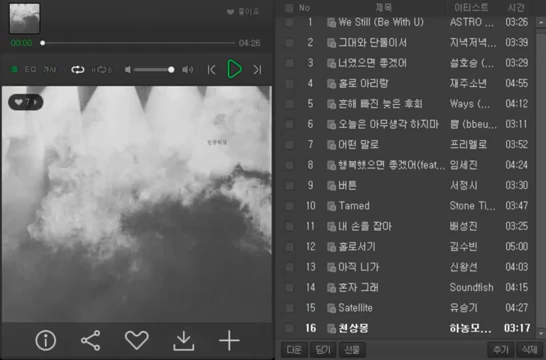 ♥ 좋아요
00:00 04:26
EQ 가사
♥ 7
No 제목 아티스트 시간
1 We Still (Be With U) ASTRO ... 03:26
2 그대와 단둘이서 지녁저녁... 03:39
3 너였으면 좋겠어 설호승 (... 03:29
4 홀로 아리랑 재주소년 04:55
5 흔해 빠진 늦은 후회 Ways (... 04:12
6 오늘은 아무생각 하지마 쁨 (bbeu... 03:11
7 어떤 말로 프리멜로 03:52
8 행복했으면 좋겠어(feat... 임세진 04:24
9 버튼 서정시 03:30
10 Tamed Stone Ti... 03:47
11 내 손을 잡아 배성진 03:25
12 홀로서기 김수빈 05:00
13 아직 니가 신왕선 04:03
14 혼자 그래 Soundfish 04:15
15 Satellite 유승기 04:27
16 천상몽 하농모... 03:17
다운 담기 선물 추가 삭제